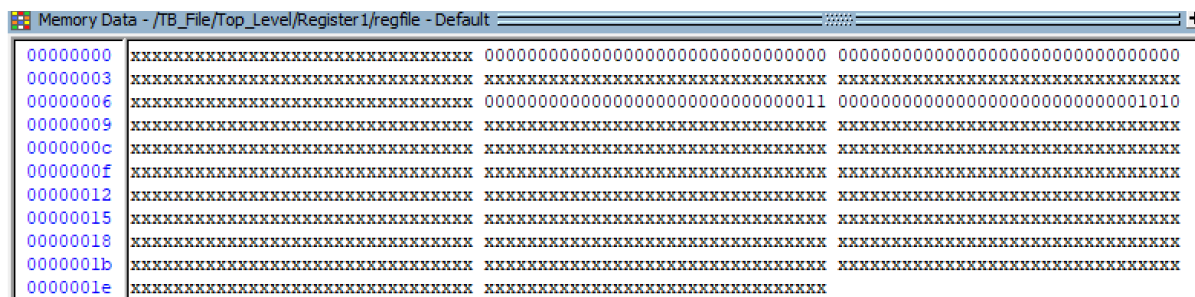 Memory Data - /TB_File/Top_Level/Register1/regfile - Default
00000000 xxxxxxxxxxxxxxxxxxxxxxxxxxxxxxxx 00000000000000000000000000000000 00000000000000000000000000000000
00000003 xxxxxxxxxxxxxxxxxxxxxxxxxxxxxxxx xxxxxxxxxxxxxxxxxxxxxxxxxxxxxxxx xxxxxxxxxxxxxxxxxxxxxxxxxxxxxxxx
00000006 xxxxxxxxxxxxxxxxxxxxxxxxxxxxxxxx 00000000000000000000000000000011 00000000000000000000000000001010
00000009 xxxxxxxxxxxxxxxxxxxxxxxxxxxxxxxx xxxxxxxxxxxxxxxxxxxxxxxxxxxxxxxx xxxxxxxxxxxxxxxxxxxxxxxxxxxxxxxx
0000000c xxxxxxxxxxxxxxxxxxxxxxxxxxxxxxxx xxxxxxxxxxxxxxxxxxxxxxxxxxxxxxxx xxxxxxxxxxxxxxxxxxxxxxxxxxxxxxxx
0000000f xxxxxxxxxxxxxxxxxxxxxxxxxxxxxxxx xxxxxxxxxxxxxxxxxxxxxxxxxxxxxxxx xxxxxxxxxxxxxxxxxxxxxxxxxxxxxxxx
00000012 xxxxxxxxxxxxxxxxxxxxxxxxxxxxxxxx xxxxxxxxxxxxxxxxxxxxxxxxxxxxxxxx xxxxxxxxxxxxxxxxxxxxxxxxxxxxxxxx
00000015 xxxxxxxxxxxxxxxxxxxxxxxxxxxxxxxx xxxxxxxxxxxxxxxxxxxxxxxxxxxxxxxx xxxxxxxxxxxxxxxxxxxxxxxxxxxxxxxx
00000018 xxxxxxxxxxxxxxxxxxxxxxxxxxxxxxxx xxxxxxxxxxxxxxxxxxxxxxxxxxxxxxxx xxxxxxxxxxxxxxxxxxxxxxxxxxxxxxxx
0000001b xxxxxxxxxxxxxxxxxxxxxxxxxxxxxxxx xxxxxxxxxxxxxxxxxxxxxxxxxxxxxxxx xxxxxxxxxxxxxxxxxxxxxxxxxxxxxxxx
0000001e xxxxxxxxxxxxxxxxxxxxxxxxxxxxxxxx xxxxxxxxxxxxxxxxxxxxxxxxxxxxxxxx